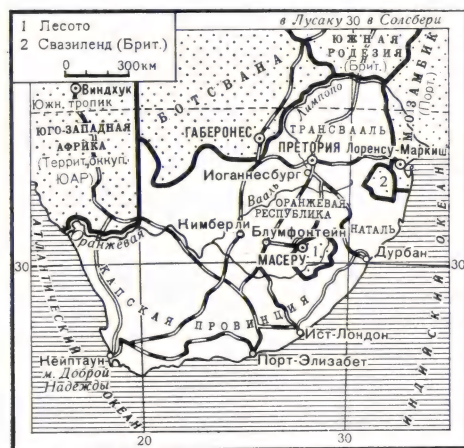 1 Лесото
2 Свазиленд (Брит.)
0 300км
в Лусаку 30 в Солсбери
ЮЖНАЯ
РОДЕЗИЯ
(Брит.)
Виндхук
Южн. тропик
ЮГО-ЗАПАДНАЯ
АФРИКА
(Террит., оккуп.
ЮАР)
БОТСВАНА
МОЗАМБИК
(Порт.)
Лимпопо
ГАБЕРОНЕС
ТРАНСВААЛЬ
ПРЕТОРИЯ
Лоренсу-Маркиш
Иоганнесбург
2
Вааль
ОРАНЖЕВАЯ
РЕСПУБЛИКА
Кимберли
Блумфонтейн
НАТАЛЬ
Оранжевая
МАСЕРУ
1
Дурбан
30
30
КАПСКАЯ ПРОВИНЦИЯ
Ист-Лондон
Порт-Элизабет
Кейптаун
м. Доброй
Надежды
АТЛАНТИЧЕСКИЙ ОКЕАН
ИНДИЙСКИЙ ОКЕАН
20
30